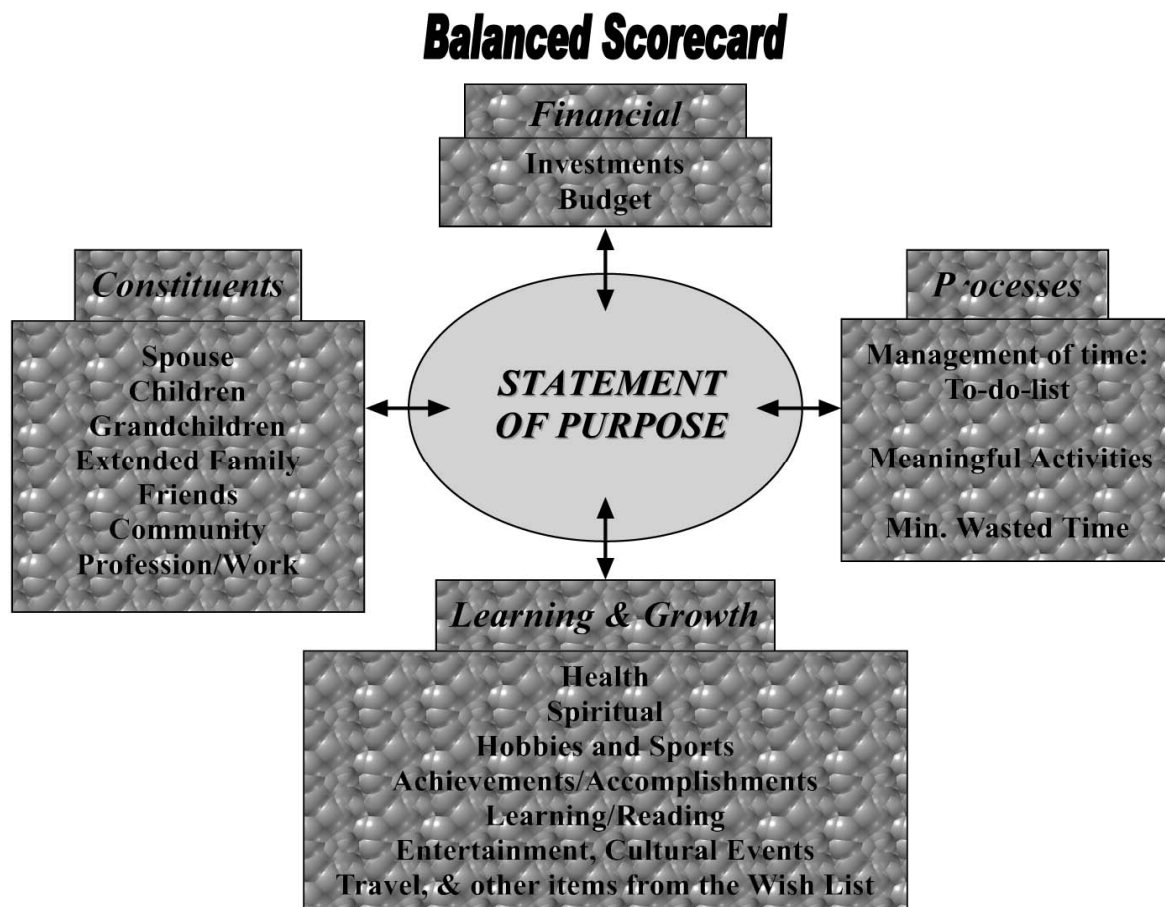 Balanced Scorecard
Financial
Investments
Budget
Constituents
Spouse
Children
Grandchildren
Extended Family
Friends
Community
Profession/Work
STATEMENT
OF PURPOSE
Processes
Management of time:
To-do-list
Meaningful Activities
Min. Wasted Time
Learning & Growth
Health
Spiritual
Hobbies and Sports
Achievements/Accomplishments
Learning/Reading
Entertainment, Cultural Events
Travel, & other items from the Wish List